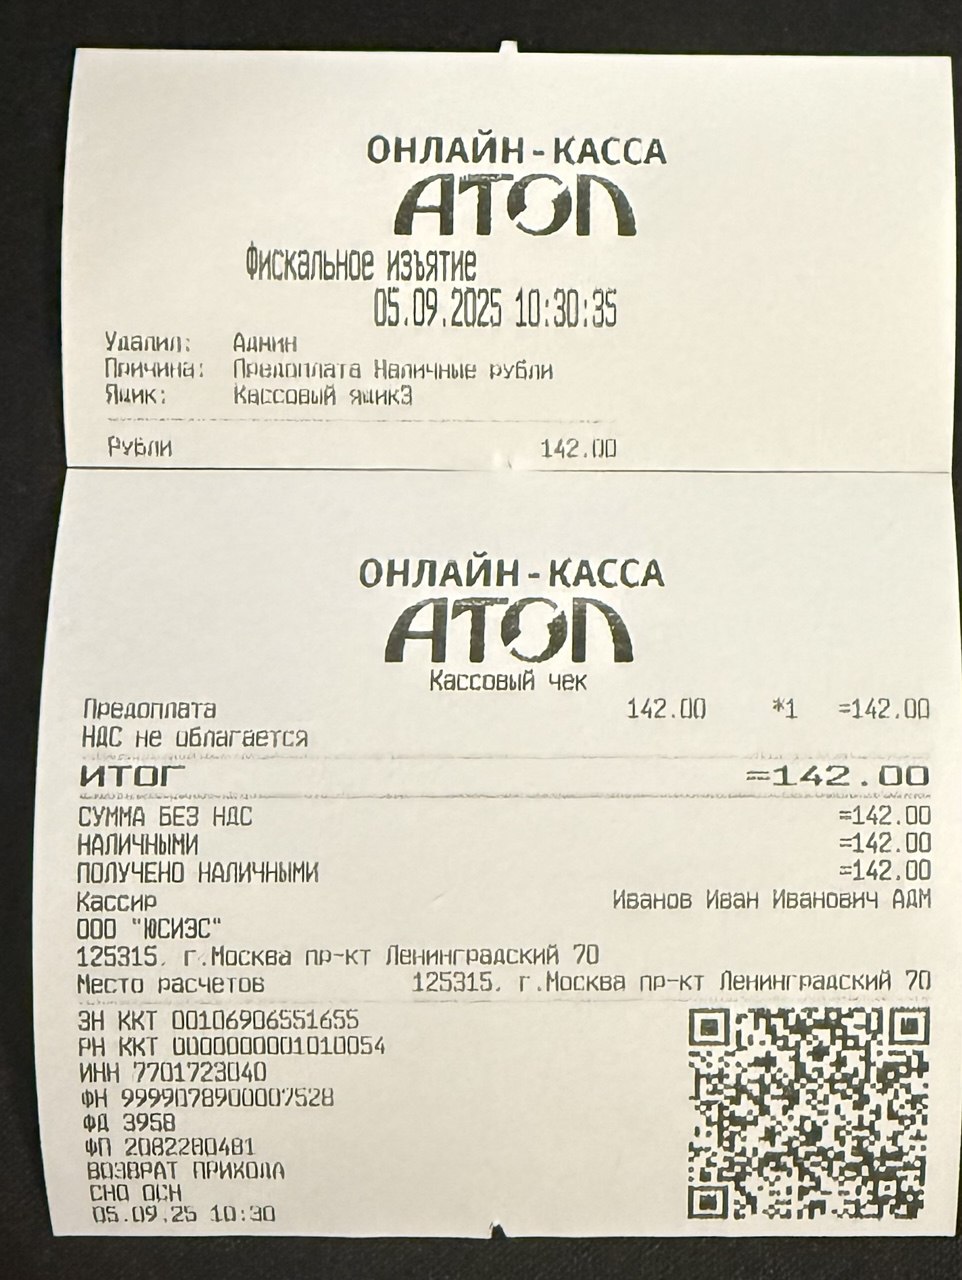 ОНЛАЙН-КАССА
АТОЛ
Фискальное изъятие
05.09.2025 10:30:35
Удалил: Админ
Причина: Предоплата Наличные рубли
Ящик: Кассовый ящик3
Рубли 142.00
ОНЛАЙН-КАССА
АТОЛ
Кассовый чек
Предоплата 142.00 *1 =142.00
НДС не облагается
ИТОГ =142.00
СУММА БЕЗ НДС =142.00
НАЛИЧНЫМИ =142.00
ПОЛУЧЕНО НАЛИЧНЫМИ =142.00
Кассир Иванов Иван Иванович АДМ
ООО "ЮСИЭС"
125315, г.Москва пр-кт Ленинградский 70
Место расчетов 125315, г.Москва пр-кт Ленинградский 70
ЗН ККТ 00106906551655
РН ККТ 0000000001010054
ИНН 7701723040
ФН 9999078900007528
ФД 3958
ФП 2082280481
ВОЗВРАТ ПРИХОДА
СНО ОСН
05.09.25 10:30